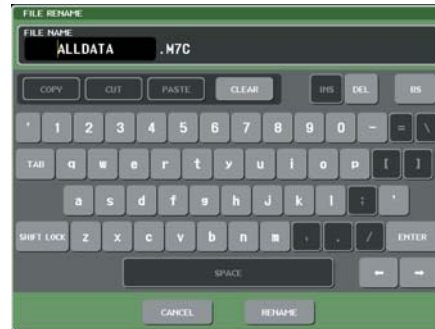 FILE RENAME
FILE NAME
ALLDATA .M7C
COPY CUT PASTE CLEAR INS DEL BS
1 2 3 4 5 6 7 8 9 0 - = \
TAB q w e r t y u i o p [ ]
a s d f g h j k l ; '
SHIFT LOCK z x c v b n m , . / ENTER
SPACE ← →
CANCEL RENAME